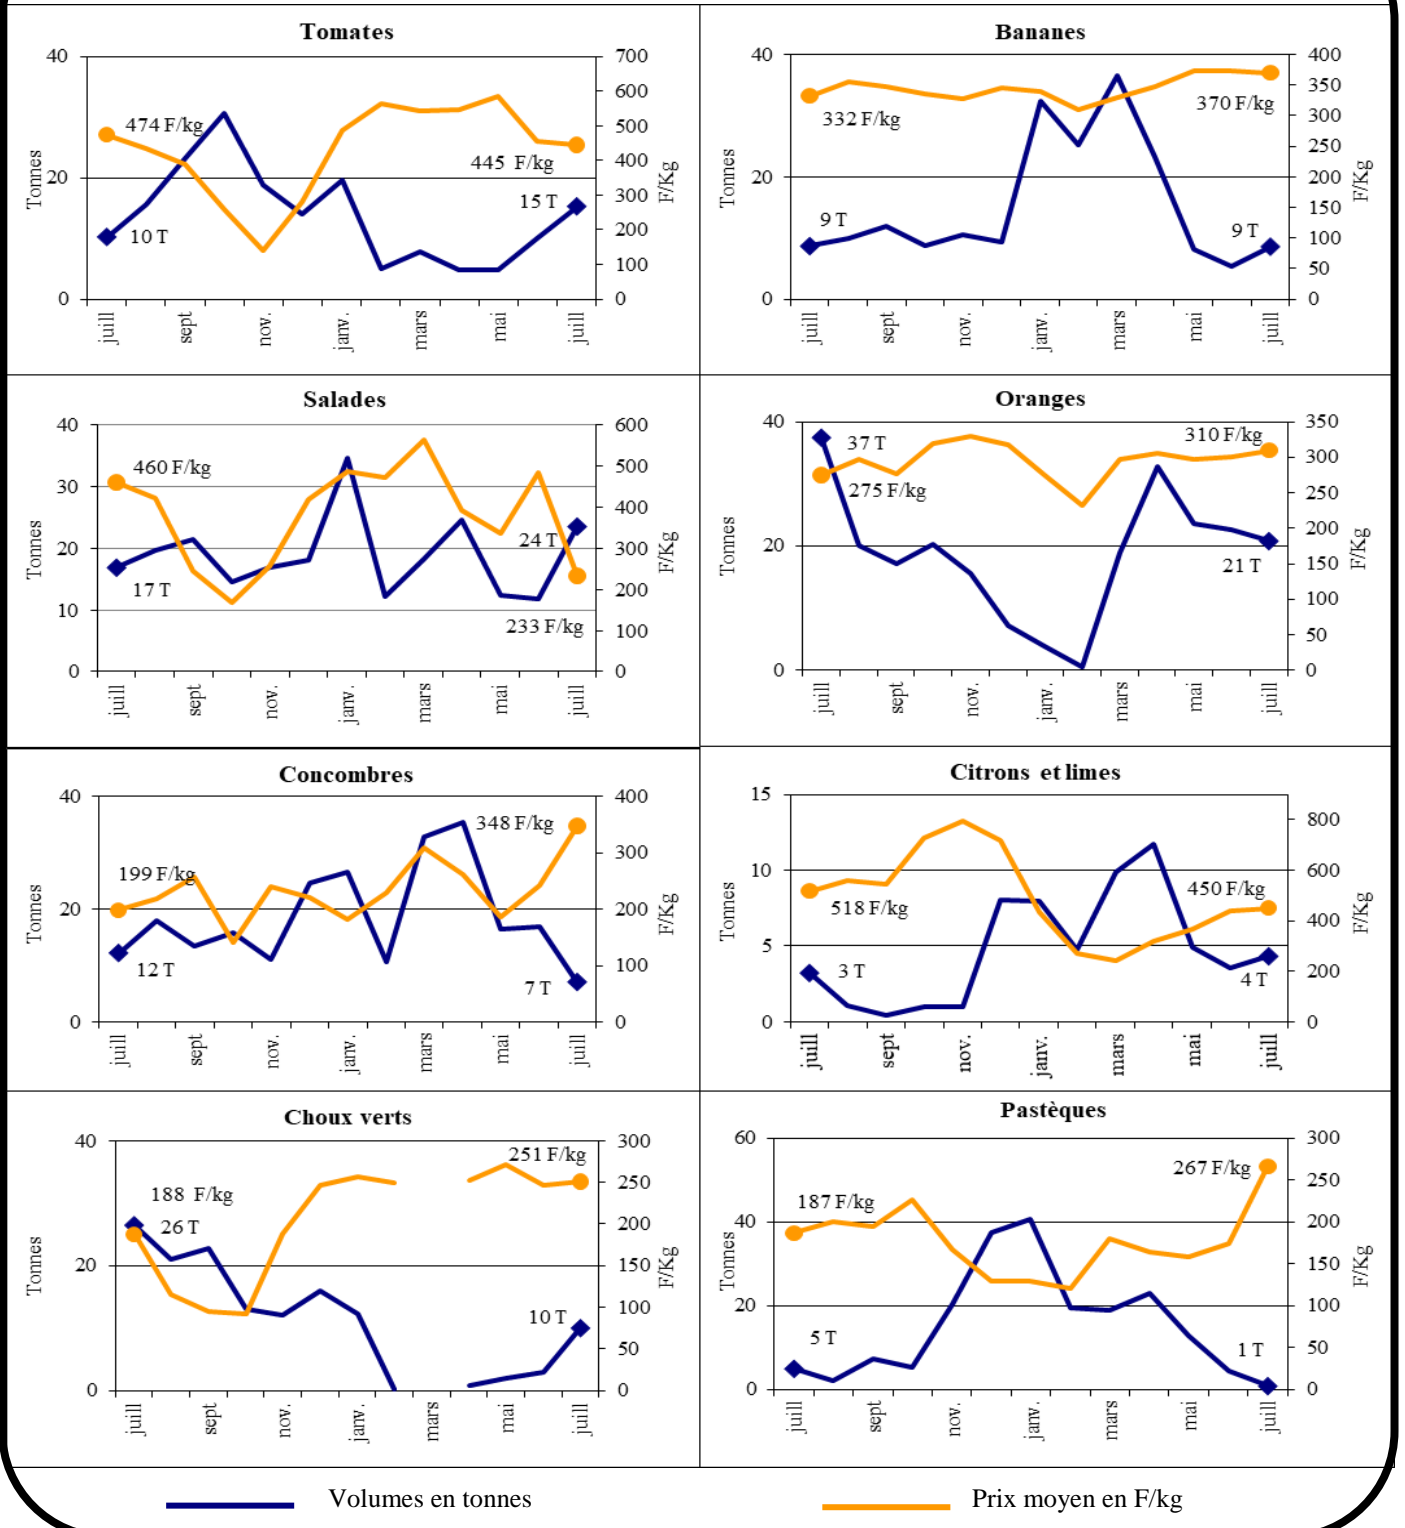 Tomates
40
20
0
Tonnes
700
600
500
400
300
200
100
0
F/Kg
474 F/kg
10 T
445 F/kg
15 T
juill
sept
nov.
janv.
mars
mai
juill
Bananes
40
20
0
Tonnes
400
350
300
250
200
150
100
50
0
F/Kg
332 F/kg
9 T
370 F/kg
9 T
juill
sept
nov.
janv.
mars
mai
juill
Salades
40
30
20
10
0
Tonnes
600
500
400
300
200
100
0
F/Kg
460 F/kg
17 T
24 T
233 F/kg
juill
sept
nov.
janv.
mars
mai
juill
Oranges
40
20
0
Tonnes
350
300
250
200
150
100
50
0
F/Kg
37 T
275 F/kg
310 F/kg
21 T
juill
sept
nov.
janv.
mars
mai
juill
Concombres
40
20
0
Tonnes
400
300
200
100
0
F/Kg
199 F/kg
12 T
348 F/kg
7 T
juill
sept
nov.
janv.
mars
mai
juill
Citrons et limes
15
10
5
0
Tonnes
800
600
400
200
0
F/Kg
518 F/kg
3 T
450 F/kg
4 T
juill
sept
nov.
janv.
mars
mai
juill
Choux verts
40
20
0
Tonnes
300
250
200
150
100
50
0
F/Kg
188 F/kg
26 T
251 F/kg
10 T
juill
sept
nov.
janv.
mars
mai
juill
Pastèques
60
40
20
0
Tonnes
300
250
200
150
100
50
0
F/Kg
187 F/kg
5 T
267 F/kg
1 T
juill
sept
nov.
janv.
mars
mai
juill
Volumes en tonnes
Prix moyen en F/kg